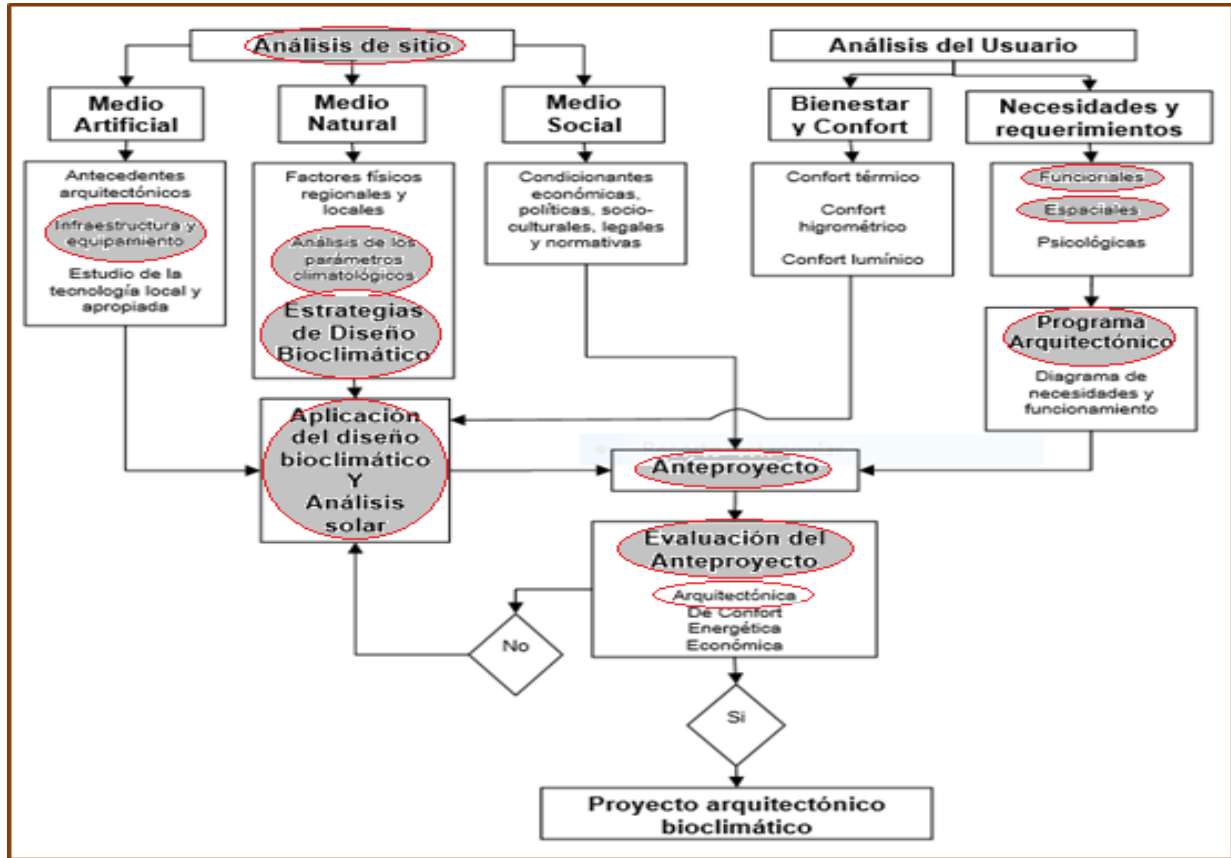 Análisis de sitio
Análisis del Usuario
Medio
Artificial
Medio
Natural
Medio
Social
Bienestar
y Confort
Necesidades y
requerimientos
Antecedentes
arquitectónicos
Infraestructura y
equipamiento
Estudio de la
tecnología local y
apropiada
Factores físicos
regionales y
locales
Análisis de los
parámetros
climatológicos
Estrategias
de Diseño
Bioclimático
Condicionantes
económicas,
políticas, socio-
culturales, legales
y normativas
Confort térmico
Confort
higrométrico
Confort lumínico
Funcionales
Espaciales
Psicológicas
Programa
Arquitectónico
Diagrama de
necesidades y
funcionamiento
Aplicación
del diseño
bioclimático
Y
Análisis
solar
Anteproyecto
Evaluación del
Anteproyecto
Arquitectónica
De Confort
Energética
Económica
No
Si
Proyecto arquitectónico
bioclimático